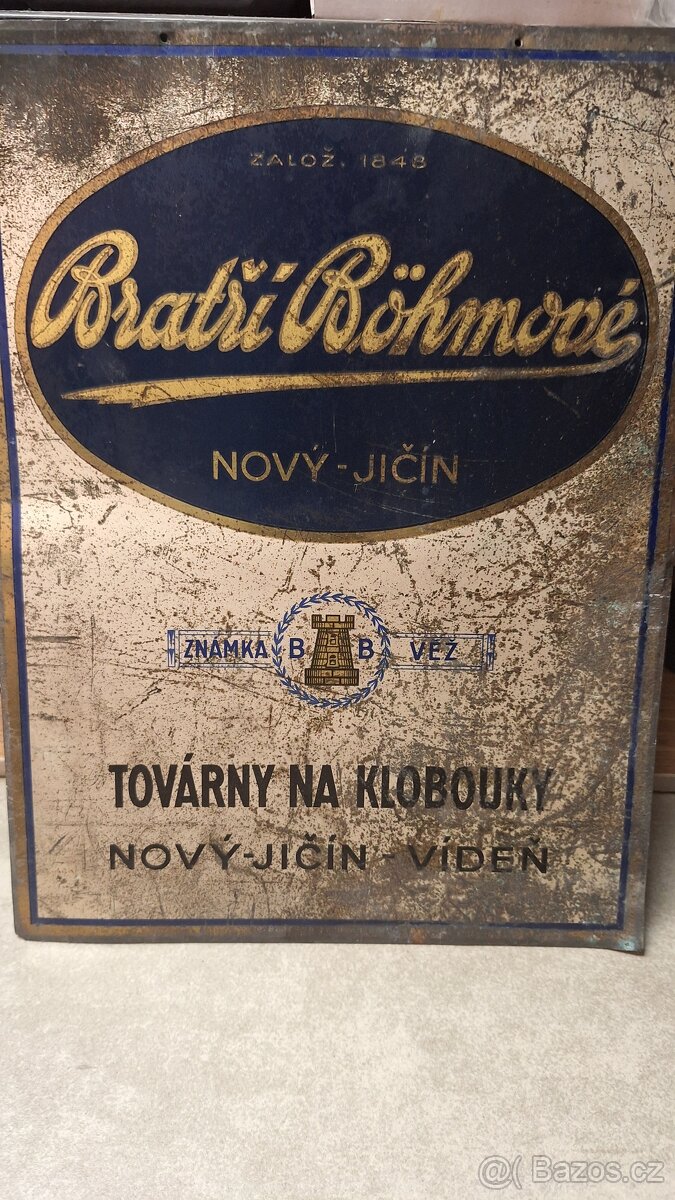 ZALOŽ. 1848
Bratří Böhmové
NOVÝ-JIČÍN
ZNÁMKA B B VĚŽ
TOVÁRNY NA KLOBOUKY
NOVÝ-JIČÍN - VÍDEŇ
@( Bazos.cz